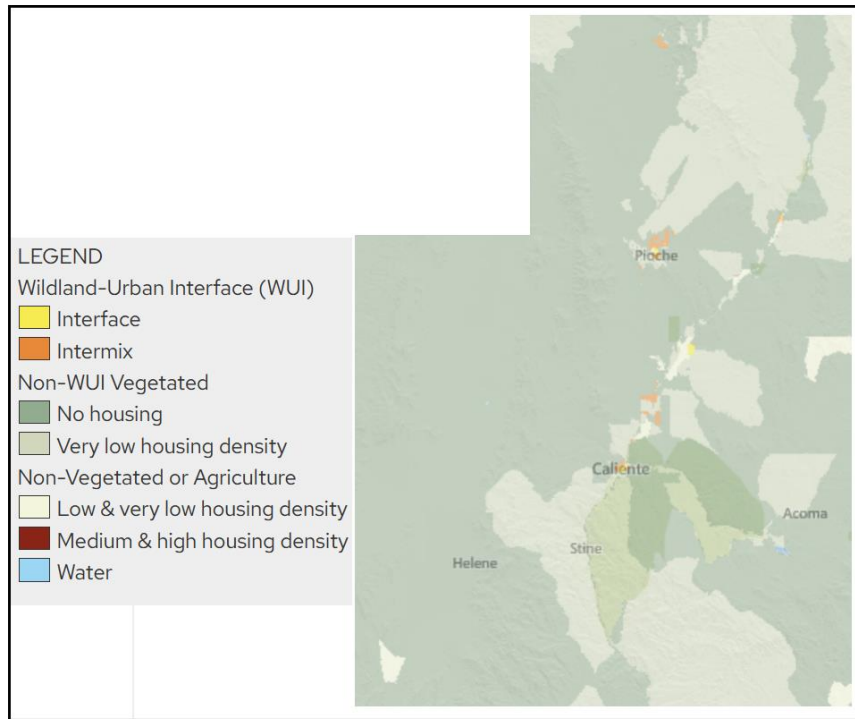 Pioche
LEGEND
Wildland-Urban Interface (WUI)
Interface
Intermix
Non-WUI Vegetated
No housing
Very low housing density
Non-Vegetated or Agriculture
Low & very low housing density
Medium & high housing density
Water
Caliente
Acoma
Stine
Helene